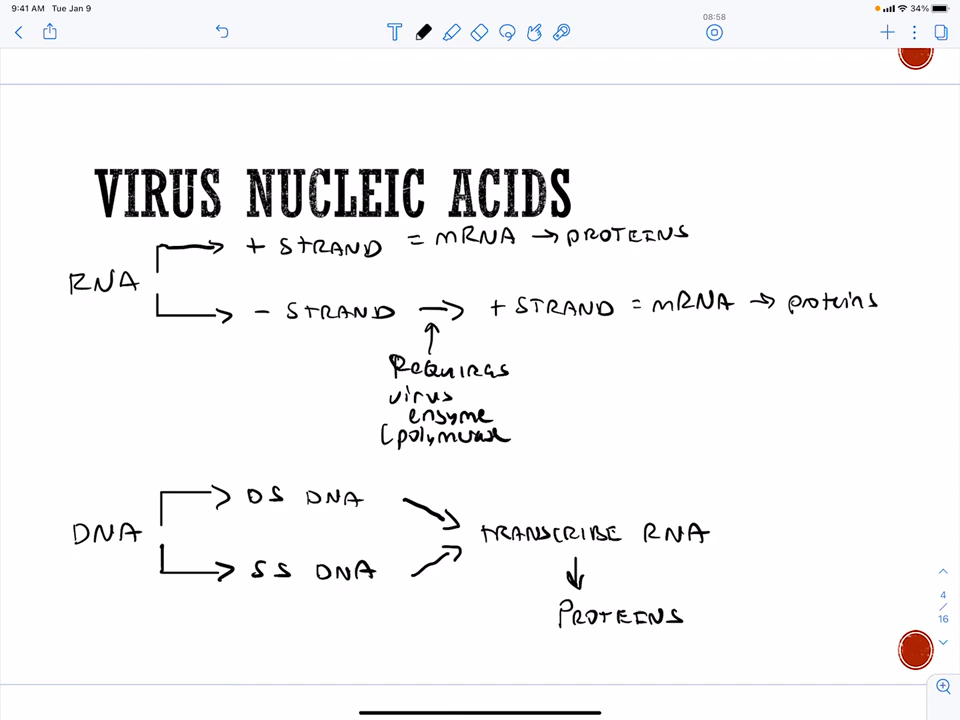 9:41 AM Tue Jan 9
34%
08:58
T
VIRUS NUCLEIC ACIDS
+ STRAND = mRNA → PROTEINS
RNA
- STRAND → + STRAND = mRNA → proteins
Requires
virus
enzyme
(polymerase
DS DNA
DNA
TRANSCRIBE RNA
SS DNA
↓
PROTEINS
4
/
16